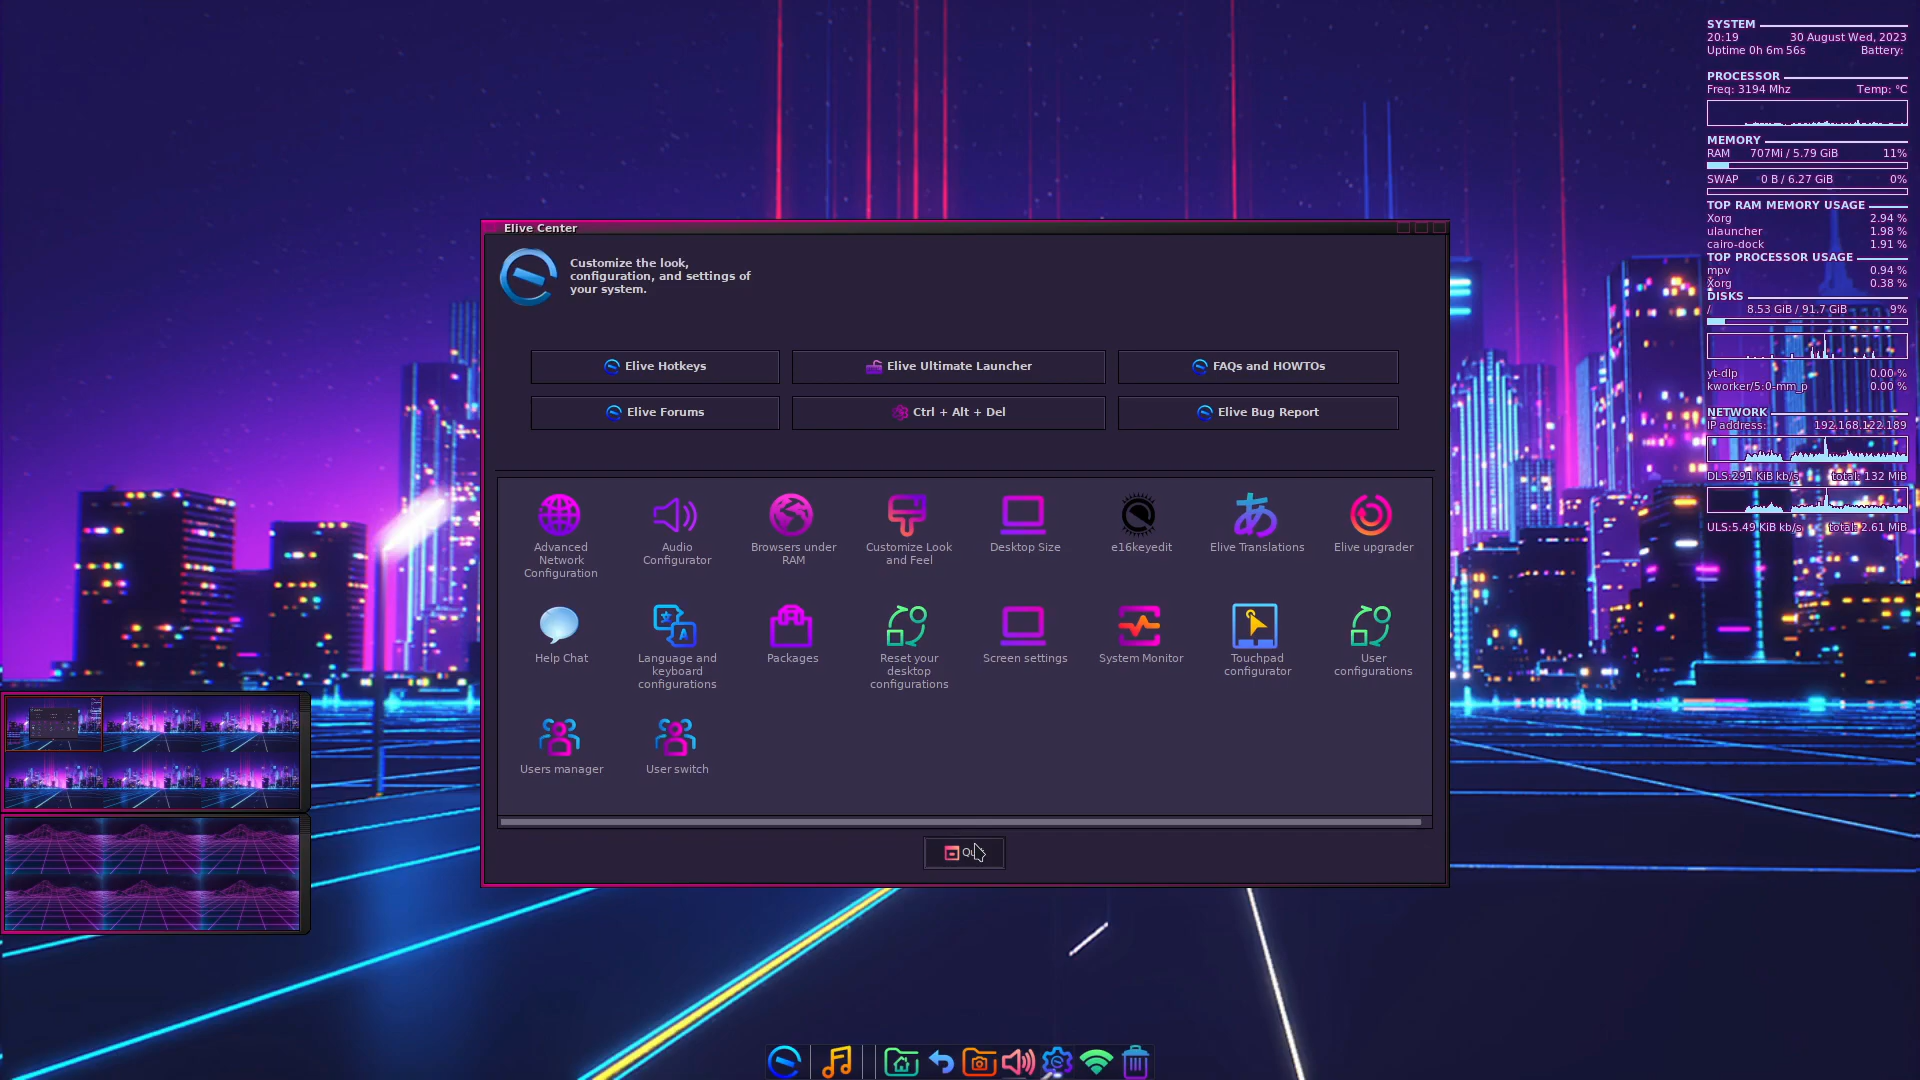 Elive Center
Customize the look,
configuration, and settings of
your system.
Elive Hotkeys
Elive Ultimate Launcher
FAQs and HOWTOs
Elive Forums
Ctrl + Alt + Del
Elive Bug Report
Advanced
Network
Configuration
Audio
Configurator
Browsers under
RAM
Customize Look
and Feel
Desktop Size
e16keyedit
Elive Translations
Elive upgrader
Help Chat
Language and
keyboard
configurations
Packages
Reset your
desktop
configurations
Screen settings
System Monitor
Touchpad
configurator
User
configurations
Users manager
User switch
SYSTEM
20:19 30 August Wed, 2023
Uptime 0h 6m 56s Battery:
PROCESSOR
Freq: 3194 Mhz Temp: °C
MEMORY
RAM 707Mi / 5.79 GiB 11%
SWAP 0 B / 6.27 GiB 0%
TOP RAM MEMORY USAGE
Xorg 2.94 %
ulauncher 1.98 %
cairo-dock 1.91 %
TOP PROCESSOR USAGE
mpv 0.94 %
Xorg 0.38 %
DISKS
/ 8.53 GiB / 91.7 GiB 9%
yt-dlp 0.00 %
kworker/5:0-mm_p 0.00 %
NETWORK
IP address: 192.168.122.189
DLS:291 KiB kb/s total: 132 MiB
ULS:5.49 KiB kb/s total: 2.61 MiB